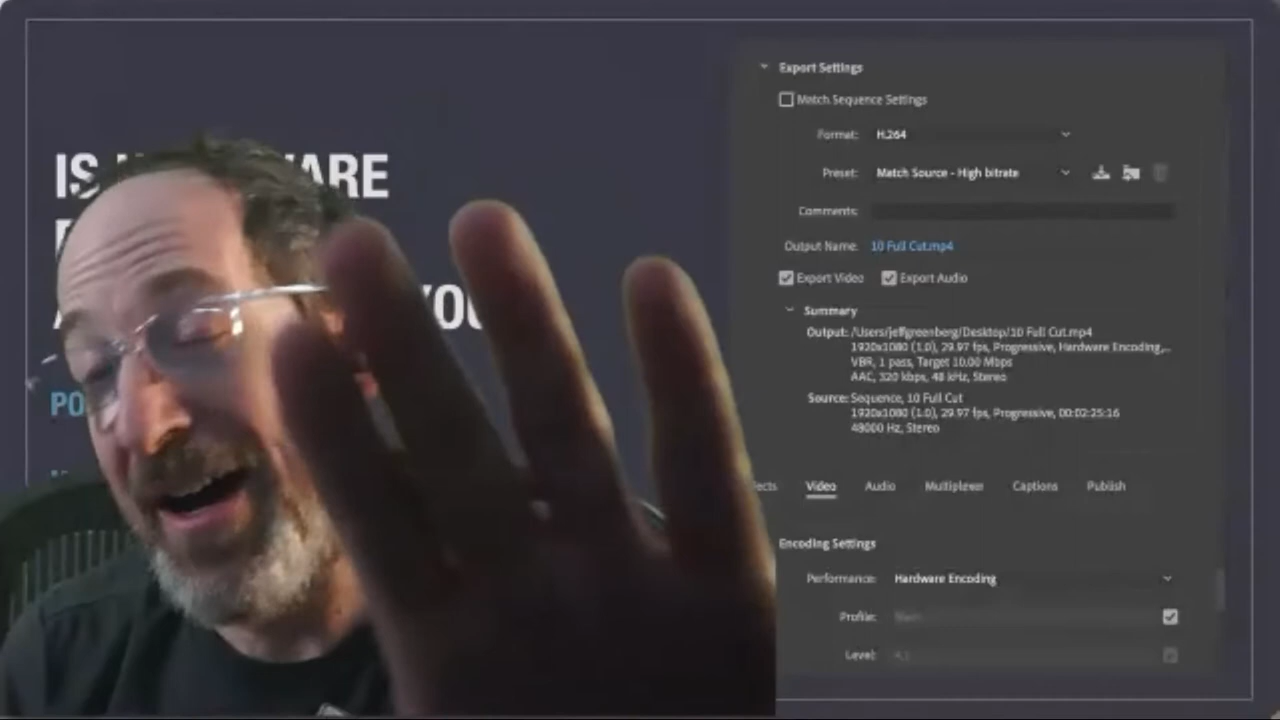 IS
ARE
YOU
PO
Export Settings
Match Sequence Settings
Format: H.264
Preset: Match Source - High bitrate
Comments:
Output Name: 10 Full Cut.mp4
Export Video Export Audio
Summary
Output: /Users/jeffgreenberg/Desktop/10 Full Cut.mp4
1920x1080 (1.0), 29.97 fps, Progressive, Hardware Encoding,...
VBR, 1 pass, Target 10.00 Mbps
AAC, 320 kbps, 48 kHz, Stereo
Source: Sequence, 10 Full Cut
1920x1080 (1.0), 29.97 fps, Progressive, 00:02:25:16
48000 Hz, Stereo
ects Video Audio Multiplexer Captions Publish
Encoding Settings
Performance: Hardware Encoding
Profile: Main
Level: 4.2